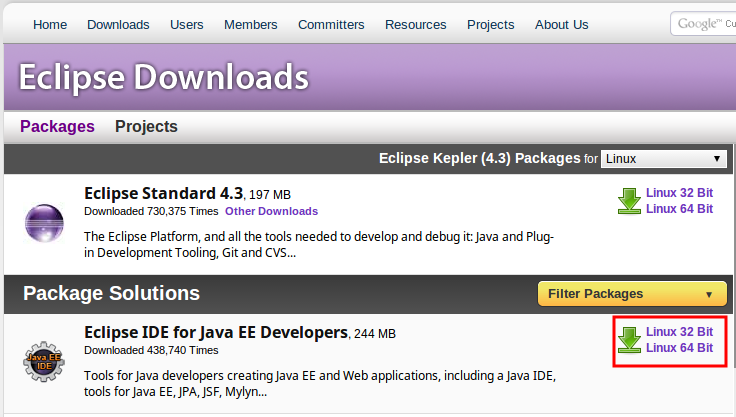 Home Downloads Users Members Committers Resources Projects About Us Google™ Cu
Eclipse Downloads
Packages Projects
Eclipse Kepler (4.3) Packages for Linux
Eclipse Standard 4.3, 197 MB
Downloaded 730,375 Times Other Downloads
Linux 32 Bit
Linux 64 Bit
The Eclipse Platform, and all the tools needed to develop and debug it: Java and Plug-
in Development Tooling, Git and CVS...
Package Solutions Filter Packages
Eclipse IDE for Java EE Developers, 244 MB
Downloaded 438,740 Times
Linux 32 Bit
Linux 64 Bit
Java EE
IDE
Tools for Java developers creating Java EE and Web applications, including a Java IDE,
tools for Java EE, JPA, JSF, Mylyn...